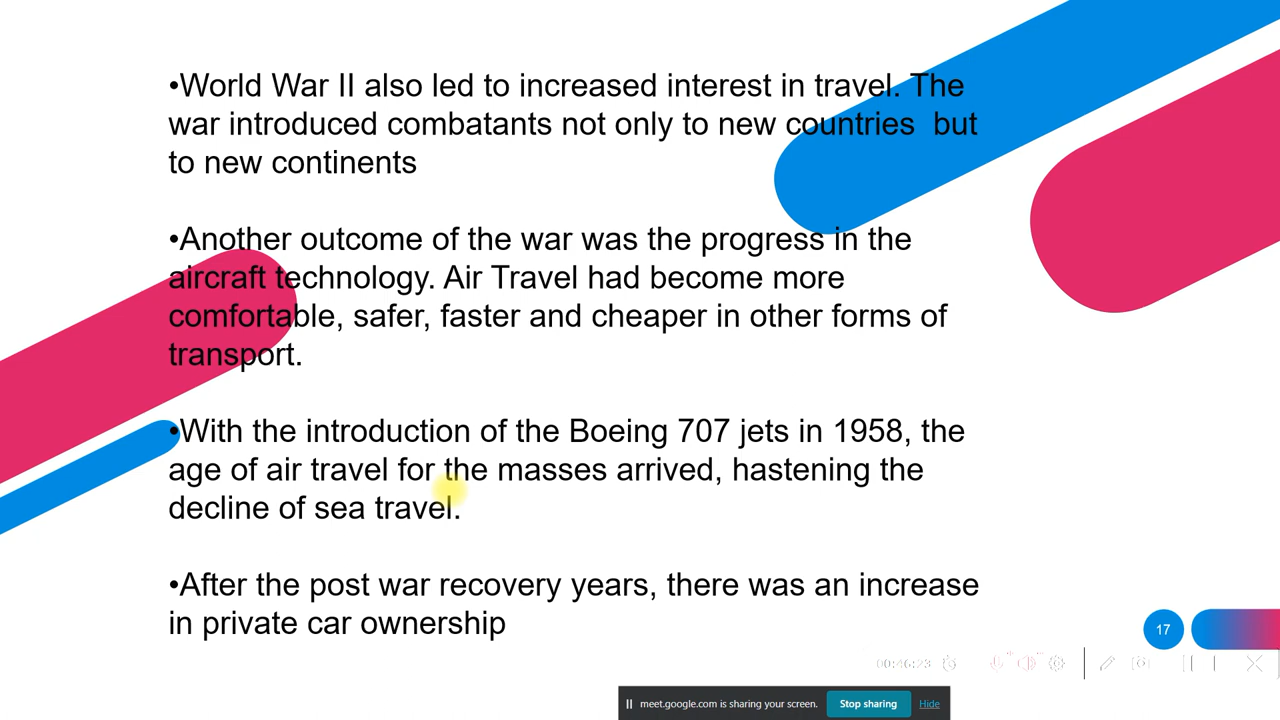 •World War II also led to increased interest in travel. The
war introduced combatants not only to new countries  but
to new continents
•Another outcome of the war was the progress in the
aircraft technology. Air Travel had become more
comfortable, safer, faster and cheaper in other forms of
transport.
•With the introduction of the Boeing 707 jets in 1958, the
age of air travel for the masses arrived, hastening the
decline of sea travel.
•After the post war recovery years, there was an increase
in private car ownership
17
00:46:23
meet.google.com is sharing your screen. Stop sharing Hide